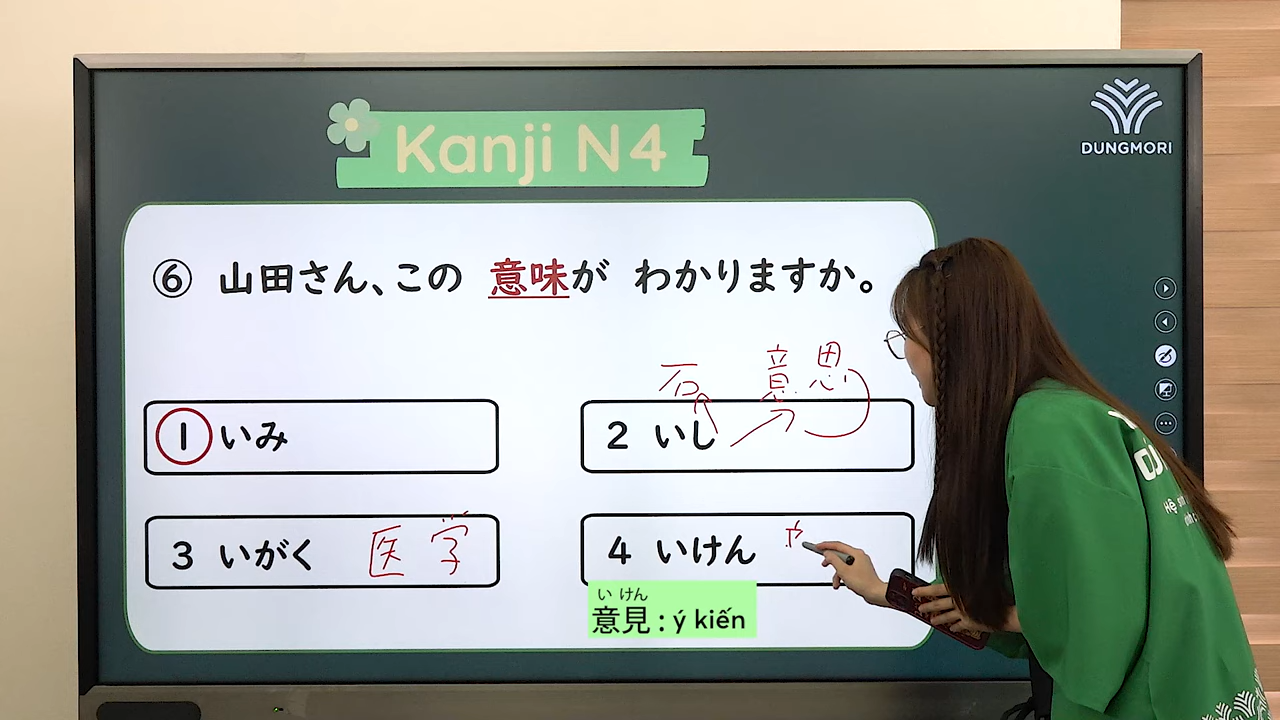 Kanji N4
DUNGMORI
⑥ 山田さん、この 意味が わかりますか。
石 意思
1 いみ
2 いし
3 いがく 医学
4 いけん
い けん
意見 : ý kiến